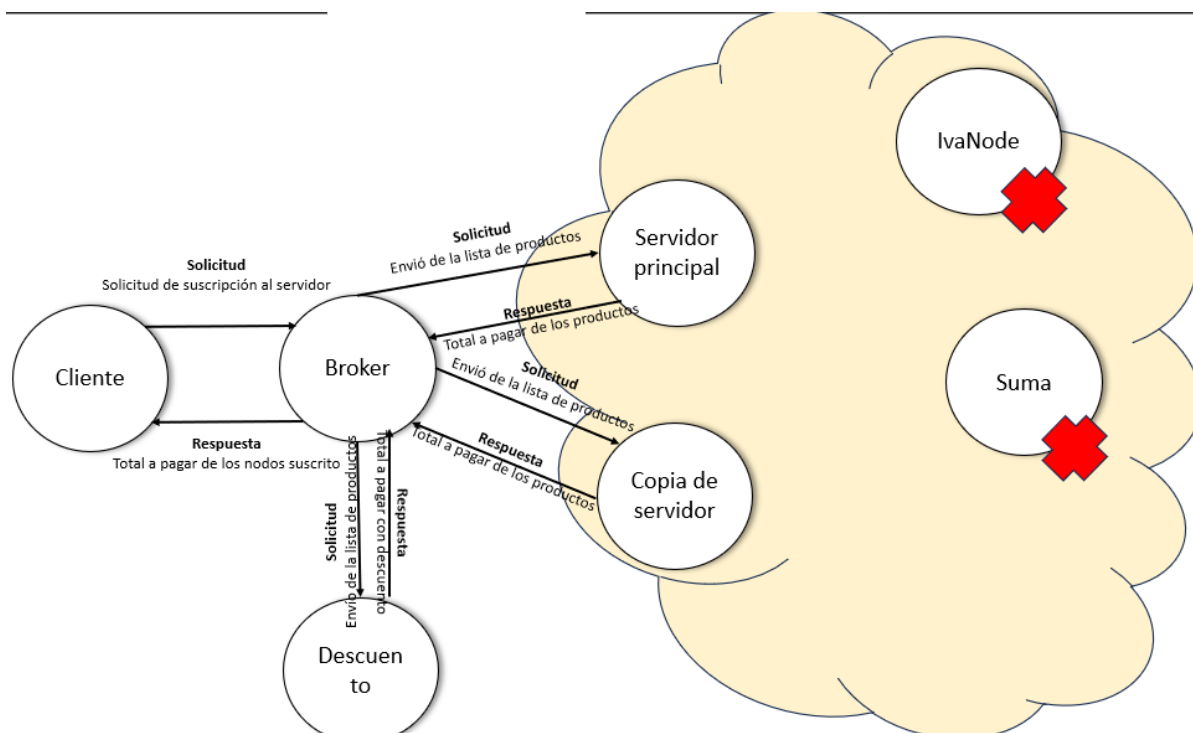 IvaNode
Servidor
principal
Solicitud
Envió de la lista de productos
Solicitud
Solicitud de suscripción al servidor
Respuesta
Total a pagar de los productos
Cliente
Broker
Suma
Solicitud
Envió de la lista de productos
Respuesta
Total a pagar de los nodos suscrito
Respuesta
Total a pagar de los productos
Copia de
servidor
Solicitud
Envío de la lista de productos
Total a pagar con descuento
Respuesta
Descuen
to